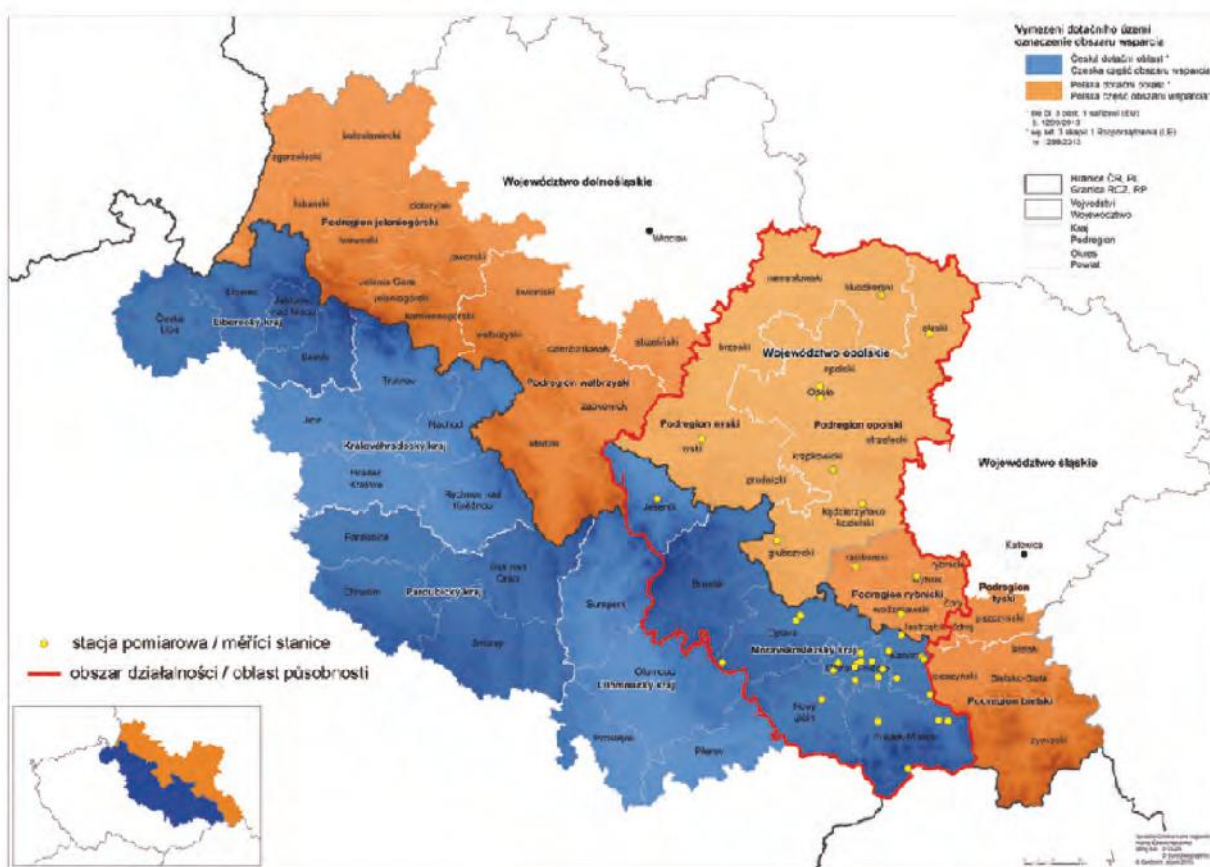 Vymezení dotačního území
oznaczenie obszaru wsparcia
Česká dotační oblast *
Czeska część obszaru wsparcia
Polska dotační oblast *
Polska część obszaru wsparcia
Hranice ČR, PL
Granica RCZ, RP
Vojvodství
Województwo
Kraj
Podregion
Okres
Powiat
bolesławiecki
zgorzelecki
Województwo dolnośląskie
lubański
złotoryjski
Podregion jeleniogórski
lwówecki
jaworski
Wrocław
Jelenia Góra
jeleniogórski
kamiennogórski
świdnicki
wałbrzyski
dzierżoniowski
strzeliński
Podregion wałbrzyski
ząbkowicki
kłodzki
namysłowski
kluczborski
oleski
brzeski
Województwo opolskie
opolski
Opole
Podregion nyski
Podregion opolski
nyski
strzelecki
krapkowicki
prudnicki
kędzierzyńsko-
kozielski
głubczycki
Województwo śląskie
Katowice
raciborski
rybnicki
Rybnik
Podregion rybnicki
Żory
wodzisławski
Podregion
tyski
pszczyński
bielski
Bielsko-Biała
cieszyński
Podregion bielski
żywiecki
Česká
Lípa
Liberec
Jablonec
nad Nisou
Liberecký kraj
Semily
Trutnov
Jičín
Náchod
Královéhradecký kraj
Hradec
Králové
Rychnov nad
Kněžnou
Pardubice
Ústí nad
Orlicí
Chrudim
Pardubický kraj
Svitavy
Jeseník
Bruntál
Šumperk
Opava
Moravskoslezský kraj
Karviná
Olomouc
Olomoucký kraj
Nový
Jičín
Frýdek-Místek
Prostějov
Přerov
stacja pomiarowa / měřící stanice
obszar działalności / oblast působnosti